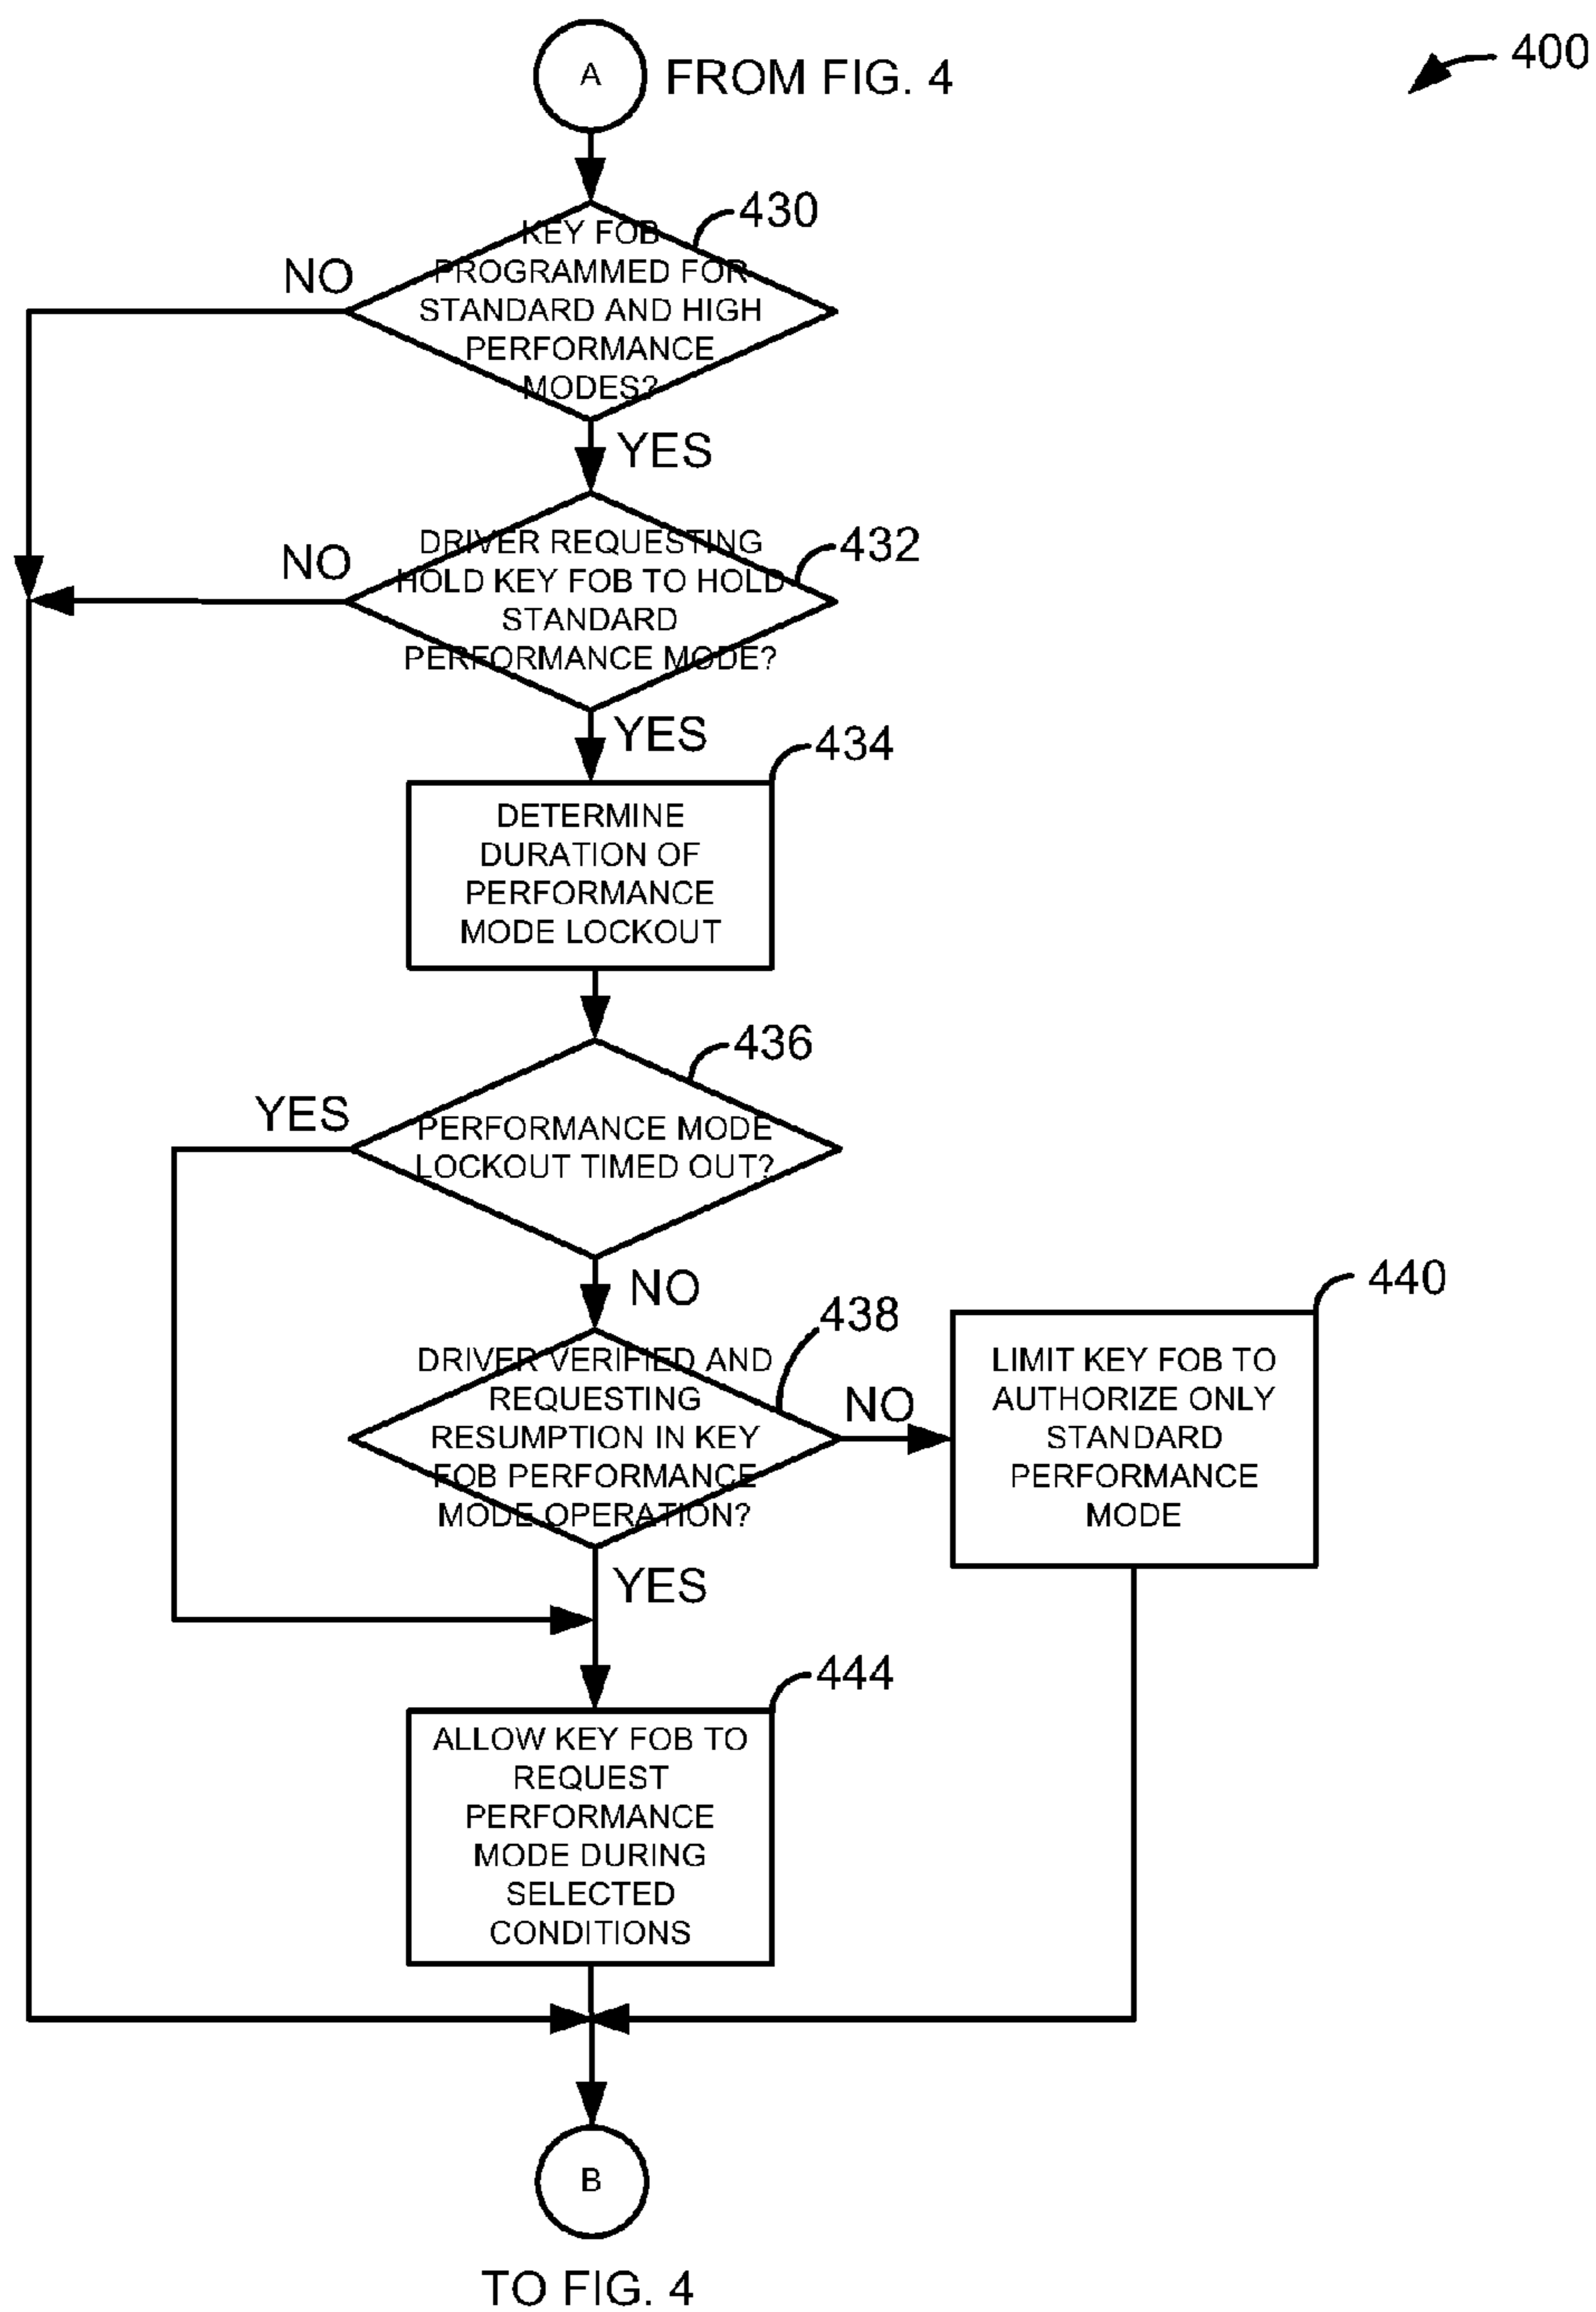 A
FROM FIG. 4
400
430
KEY FOB
PROGRAMMED FOR
STANDARD AND HIGH
PERFORMANCE
MODES?
NO
YES
432
DRIVER REQUESTING
HOLD KEY FOB TO HOLD
STANDARD
PERFORMANCE MODE?
NO
YES
434
DETERMINE
DURATION OF
PERFORMANCE
MODE LOCKOUT
436
YES
PERFORMANCE MODE
LOCKOUT TIMED OUT?
NO
438
DRIVER VERIFIED AND
REQUESTING
RESUMPTION IN KEY
FOB PERFORMANCE
MODE OPERATION?
NO
440
LIMIT KEY FOB TO
AUTHORIZE ONLY
STANDARD
PERFORMANCE
MODE
YES
444
ALLOW KEY FOB TO
REQUEST
PERFORMANCE
MODE DURING
SELECTED
CONDITIONS
B
TO FIG. 4